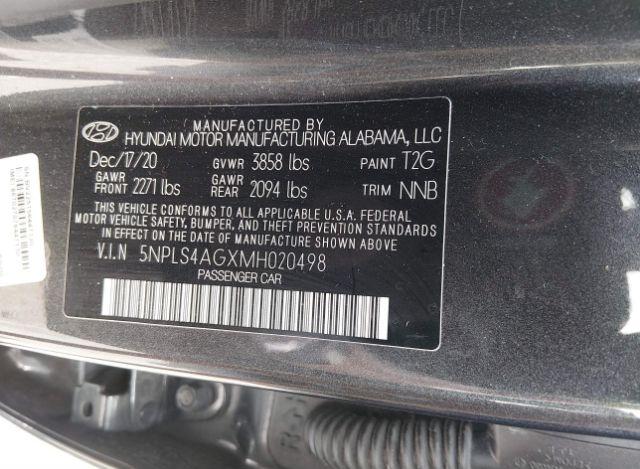 MANUFACTURED BY
HYUNDAI MOTOR MANUFACTURING ALABAMA, LLC
Dec/17/20 GVWR 3858 lbs PAINT T2G
GAWR FRONT 2271 lbs GAWR REAR 2094 lbs TRIM NNB
THIS VEHICLE CONFORMS TO ALL APPLICABLE U.S.A. FEDERAL
MOTOR VEHICLE SAFETY, BUMPER, AND THEFT PREVENTION STANDARDS
IN EFFECT ON THE DATE OF MANUFACTURE SHOWN ABOVE.
V.I.N 5NPLS4AGXMH020498
PASSENGER CAR